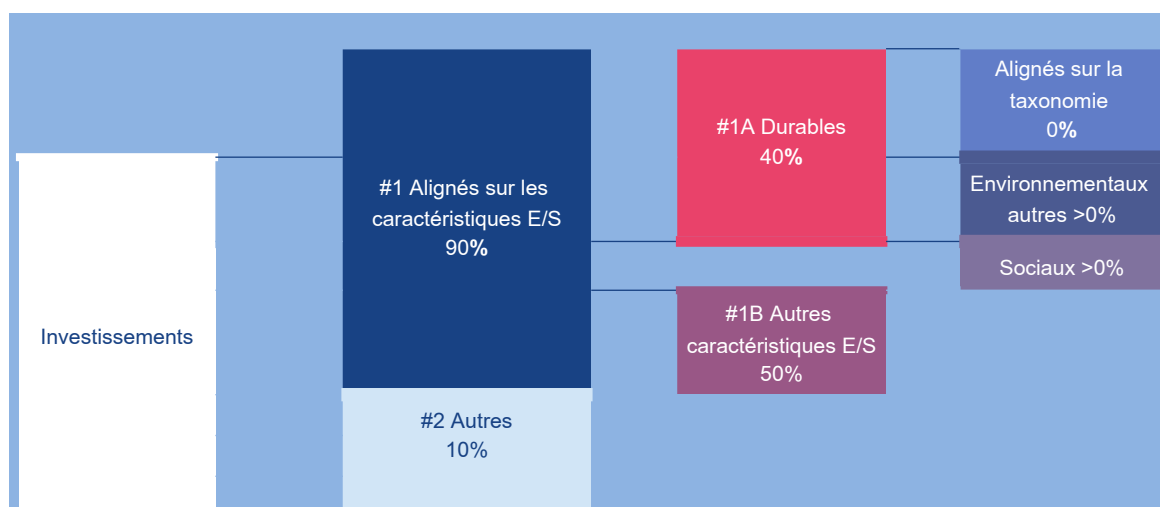 Investissements
#1 Alignés sur les
caractéristiques E/S
90%
#2 Autres
10%
#1A Durables
40%
#1B Autres
caractéristiques E/S
50%
Alignés sur la
taxonomie
0%
Environnementaux
autres >0%
Sociaux >0%